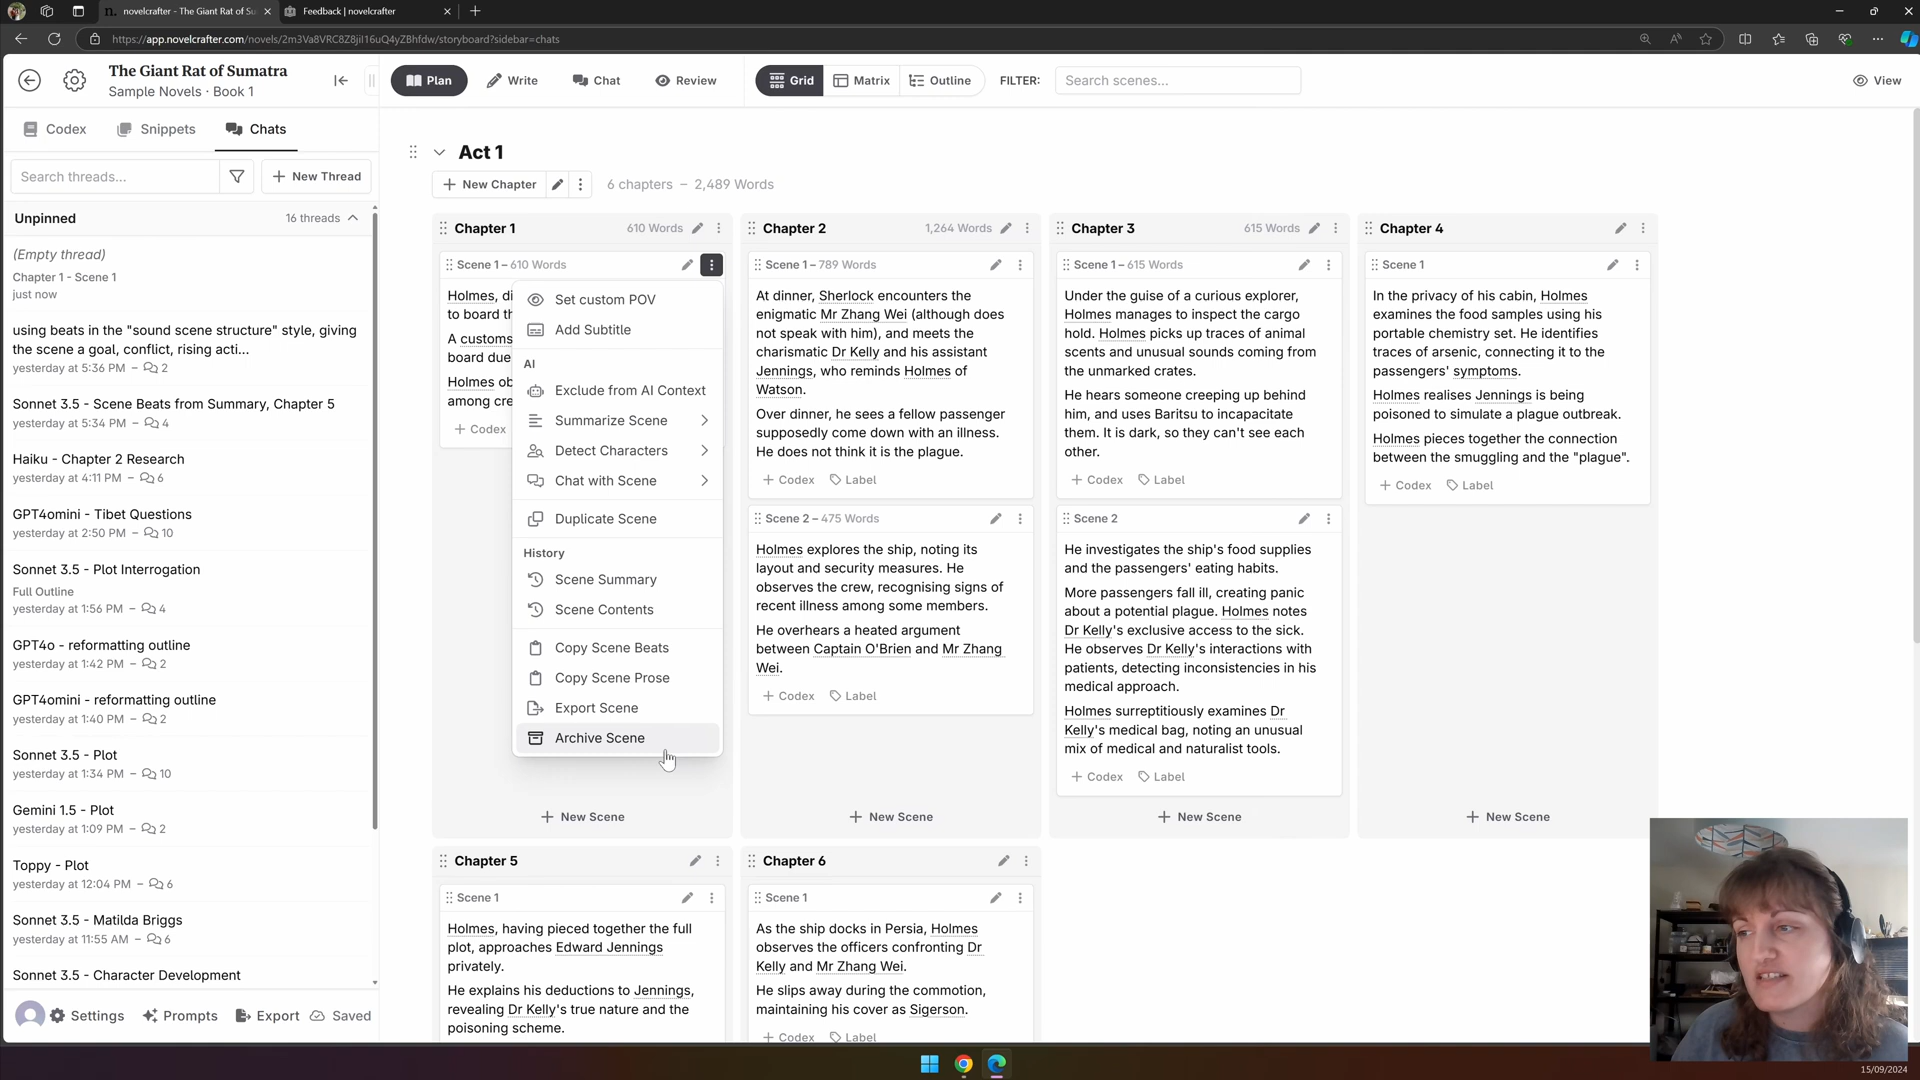 novelcrafter - The Giant Rat of Su
Feedback | novelcrafter
https://app.novelcrafter.com/novels/2m3Va8VRC8Z8jiI16uQ4yZBhfdw/storyboard?sidebar=chats
The Giant Rat of Sumatra
Sample Novels · Book 1
Plan
Write
Chat
Review
Grid
Matrix
Outline
FILTER:
Search scenes...
View
Codex
Snippets
Chats
Search threads...
New Thread
Unpinned
16 threads
(Empty thread)
Chapter 1 - Scene 1
just now
using beats in the "sound scene structure" style, giving
the scene a goal, conflict, rising acti...
yesterday at 5:36 PM – 2
Sonnet 3.5 - Scene Beats from Summary, Chapter 5
yesterday at 5:34 PM – 4
Haiku - Chapter 2 Research
yesterday at 4:11 PM – 6
GPT4omini - Tibet Questions
yesterday at 2:50 PM – 10
Sonnet 3.5 - Plot Interrogation
Full Outline
yesterday at 1:56 PM – 4
GPT4o - reformatting outline
yesterday at 1:42 PM – 2
GPT4omini - reformatting outline
yesterday at 1:40 PM – 2
Sonnet 3.5 - Plot
yesterday at 1:34 PM – 10
Gemini 1.5 - Plot
yesterday at 1:09 PM – 2
Toppy - Plot
yesterday at 12:04 PM – 6
Sonnet 3.5 - Matilda Briggs
yesterday at 11:55 AM – 6
Sonnet 3.5 - Character Development
Settings
Prompts
Export
Saved
Act 1
New Chapter
6 chapters – 2,489 Words
Chapter 1
610 Words
Scene 1 – 610 Words
Holmes, di
to board th
A customs
board due
Holmes ob
among cre
+ Codex
Set custom POV
Add Subtitle
AI
Exclude from AI Context
Summarize Scene
Detect Characters
Chat with Scene
Duplicate Scene
History
Scene Summary
Scene Contents
Copy Scene Beats
Copy Scene Prose
Export Scene
Archive Scene
+ New Scene
Chapter 2
1,264 Words
Scene 1 – 789 Words
At dinner, Sherlock encounters the
enigmatic Mr Zhang Wei (although does
not speak with him), and meets the
charismatic Dr Kelly and his assistant
Jennings, who reminds Holmes of
Watson.
Over dinner, he sees a fellow passenger
supposedly come down with an illness.
He does not think it is the plague.
+ Codex
Label
Scene 2 – 475 Words
Holmes explores the ship, noting its
layout and security measures. He
observes the crew, recognising signs of
recent illness among some members.
He overhears a heated argument
between Captain O'Brien and Mr Zhang
Wei.
+ Codex
Label
+ New Scene
Chapter 3
615 Words
Scene 1 – 615 Words
Under the guise of a curious explorer,
Holmes manages to inspect the cargo
hold. Holmes picks up traces of animal
scents and unusual sounds coming from
the unmarked crates.
He hears someone creeping up behind
him, and uses Baritsu to incapacitate
them. It is dark, so they can't see each
other.
+ Codex
Label
Scene 2
He investigates the ship's food supplies
and the passengers' eating habits.
More passengers fall ill, creating panic
about a potential plague. Holmes notes
Dr Kelly's exclusive access to the sick.
He observes Dr Kelly's interactions with
patients, detecting inconsistencies in his
medical approach.
Holmes surreptitiously examines Dr
Kelly's medical bag, noting an unusual
mix of medical and naturalist tools.
+ Codex
Label
+ New Scene
Chapter 4
Scene 1
In the privacy of his cabin, Holmes
examines the food samples using his
portable chemistry set. He identifies
traces of arsenic, connecting it to the
passengers' symptoms.
Holmes realises Jennings is being
poisoned to simulate a plague outbreak.
Holmes pieces together the connection
between the smuggling and the "plague".
+ Codex
Label
+ New Scene
Chapter 5
Scene 1
Holmes, having pieced together the full
plot, approaches Edward Jennings
privately.
He explains his deductions to Jennings,
revealing Dr Kelly's true nature and the
poisoning scheme.
Chapter 6
Scene 1
As the ship docks in Persia, Holmes
observes the officers confronting Dr
Kelly and Mr Zhang Wei.
He slips away during the commotion,
maintaining his cover as Sigerson.
+ Codex
Label
15/09/2024